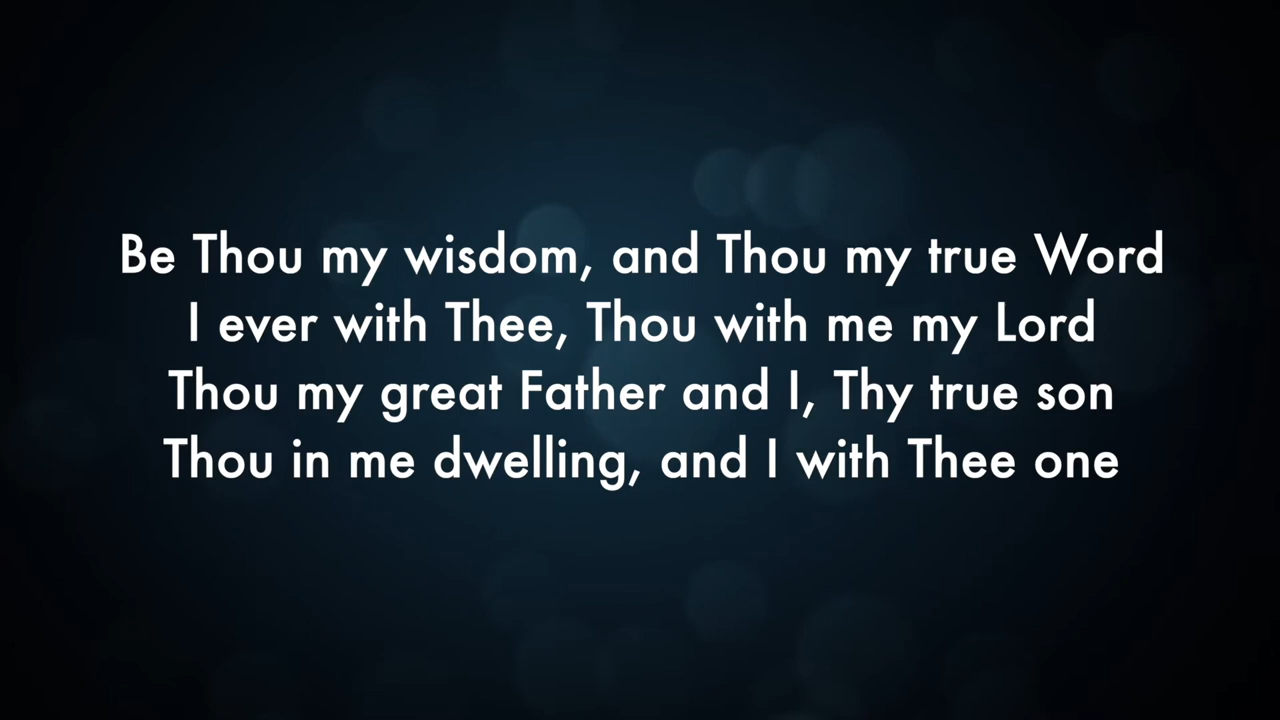 Be Thou my wisdom, and Thou my true Word
I ever with Thee, Thou with me my Lord
Thou my great Father and I, Thy true son
Thou in me dwelling, and I with Thee one